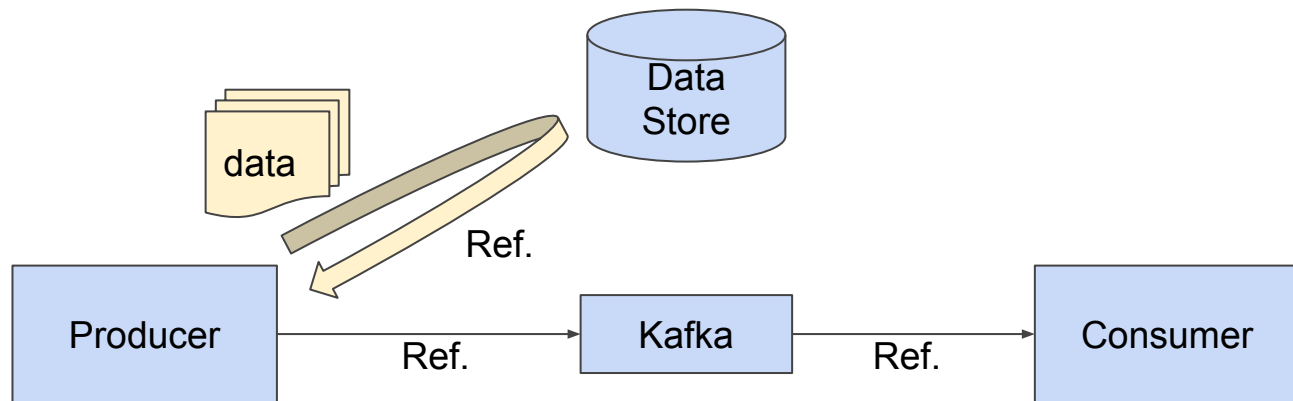 Data
Store
data
Ref.
Producer
Kafka
Consumer
Ref.
Ref.